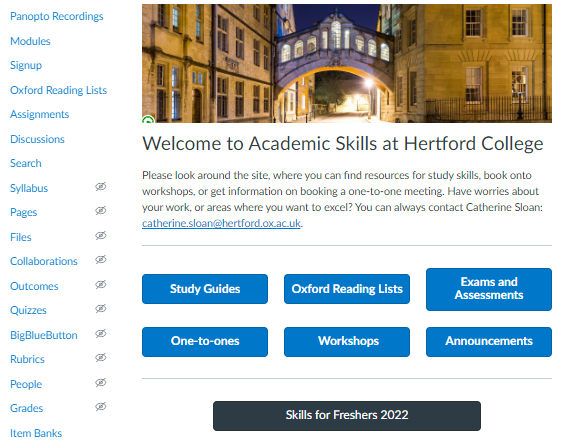 Panopto Recordings
Modules
Signup
Oxford Reading Lists
Assignments
Discussions
Search
Syllabus
Pages
Files
Collaborations
Outcomes
Quizzes
BigBlueButton
Rubrics
People
Grades
Item Banks
Welcome to Academic Skills at Hertford College
Please look around the site, where you can find resources for study skills, book onto
workshops, or get information on booking a one-to-one meeting. Have worries about
your work, or areas where you want to excel? You can always contact Catherine Sloan:
catherine.sloan@hertford.ox.ac.uk.
Study Guides
Oxford Reading Lists
Exams and
Assessments
One-to-ones
Workshops
Announcements
Skills for Freshers 2022